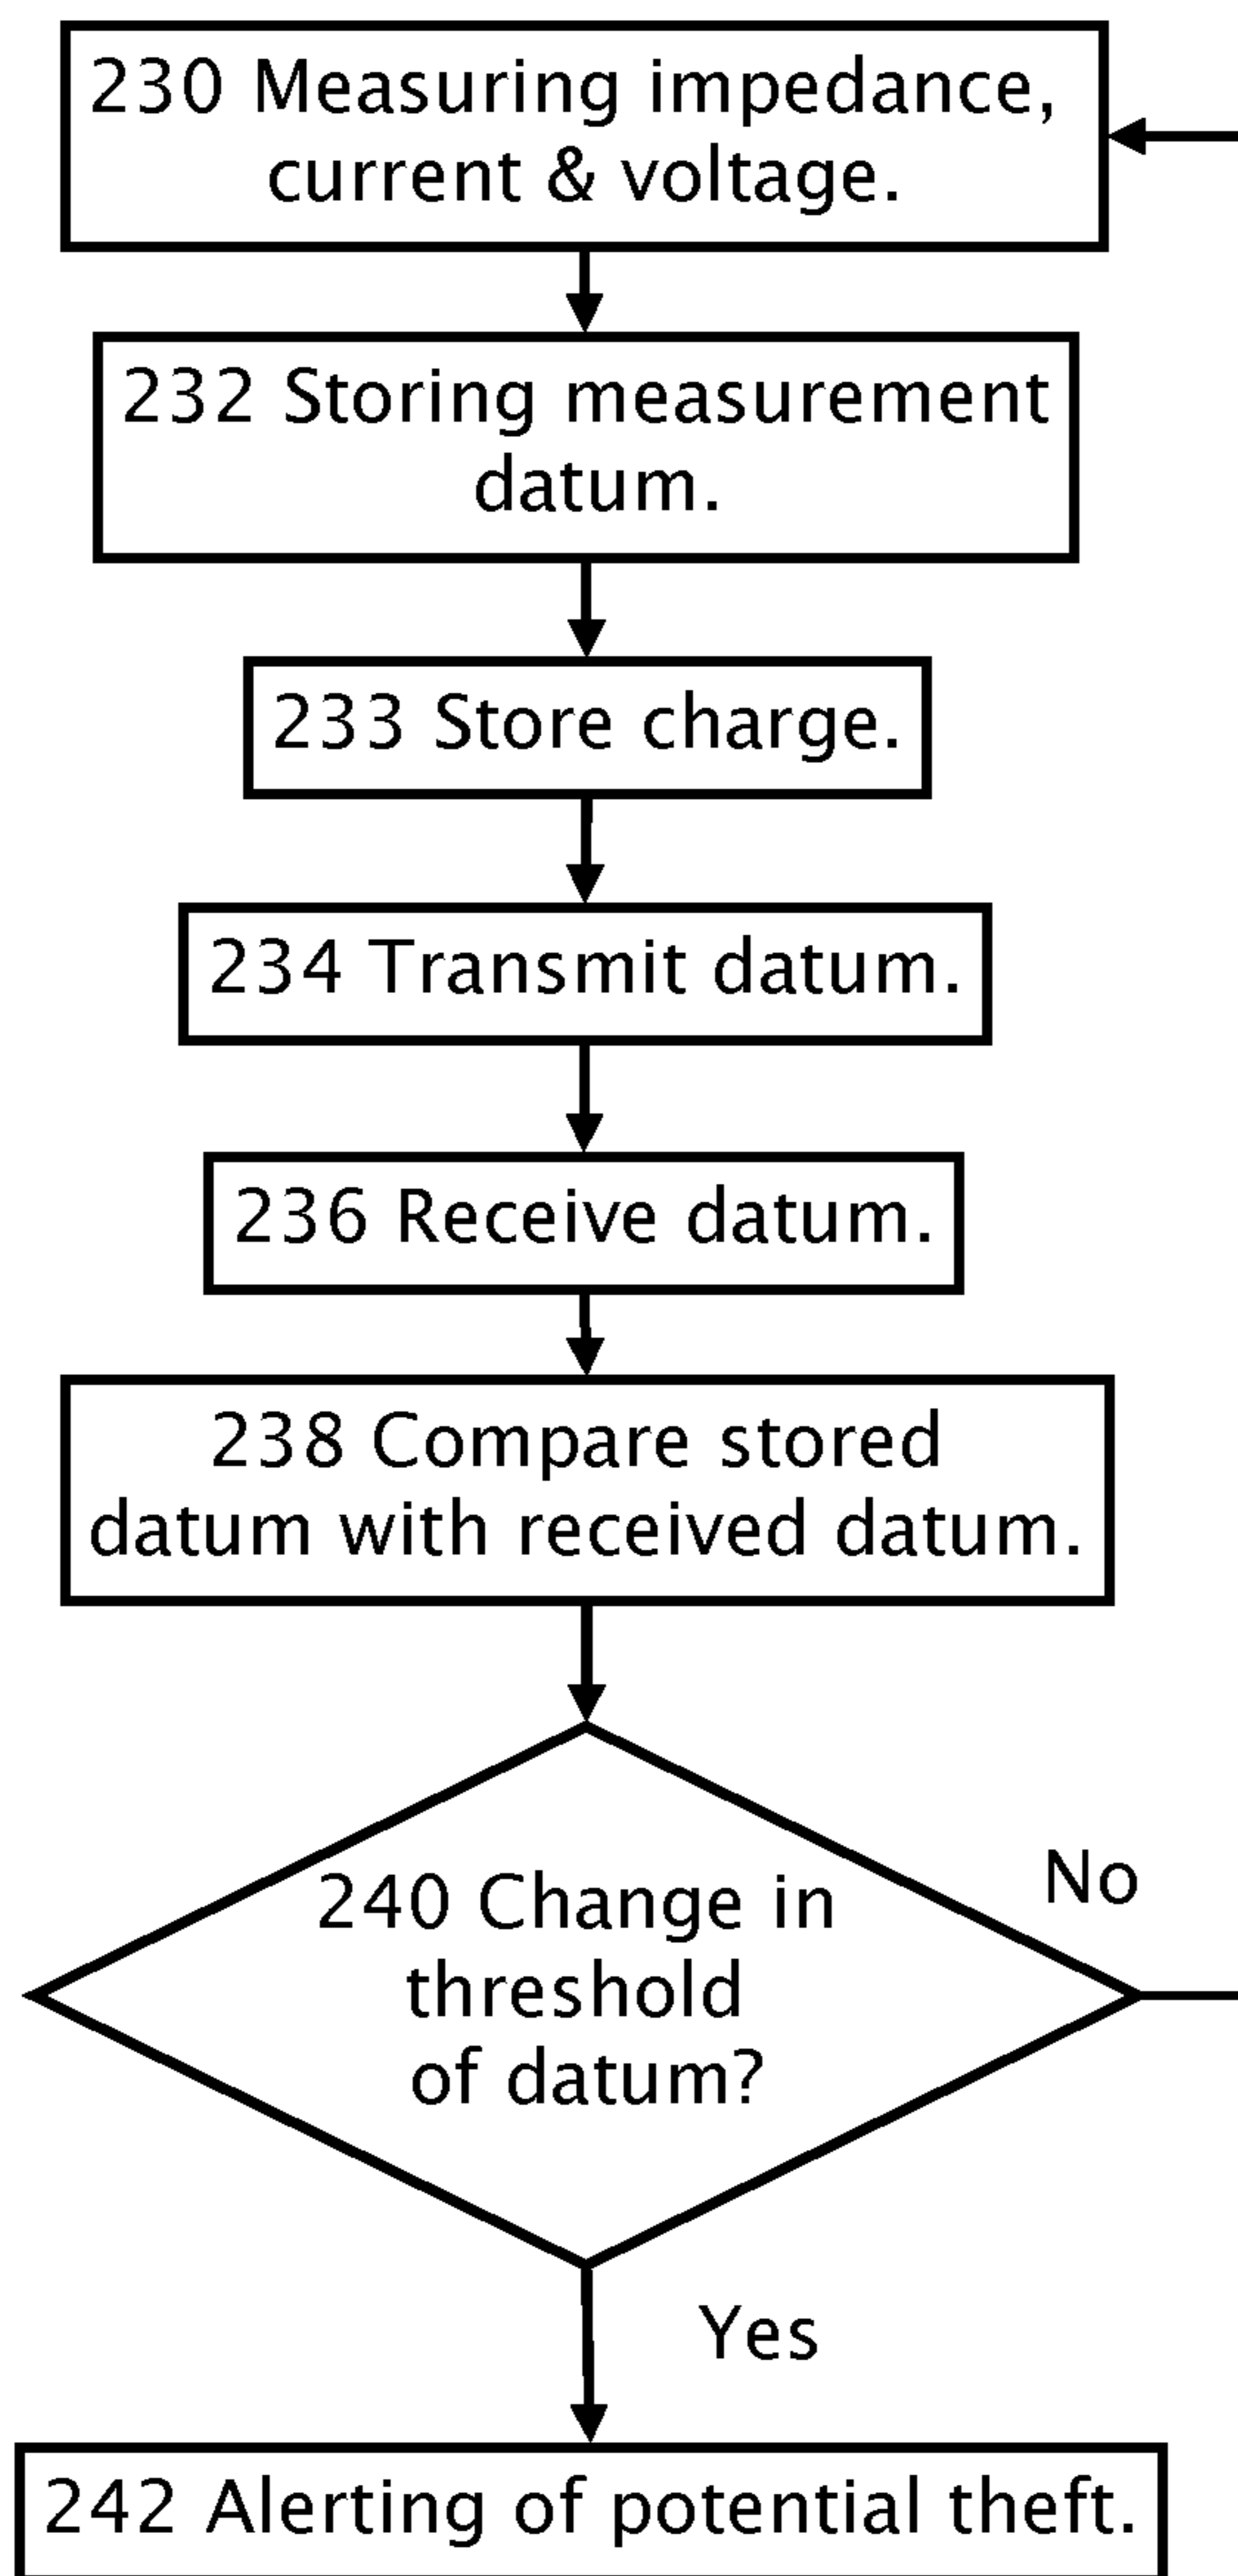 230 Measuring impedance,
current & voltage.
232 Storing measurement
datum.
233 Store charge.
234 Transmit datum.
236 Receive datum.
238 Compare stored
datum with received datum.
240 Change in
threshold
of datum?
No
Yes
242 Alerting of potential theft.